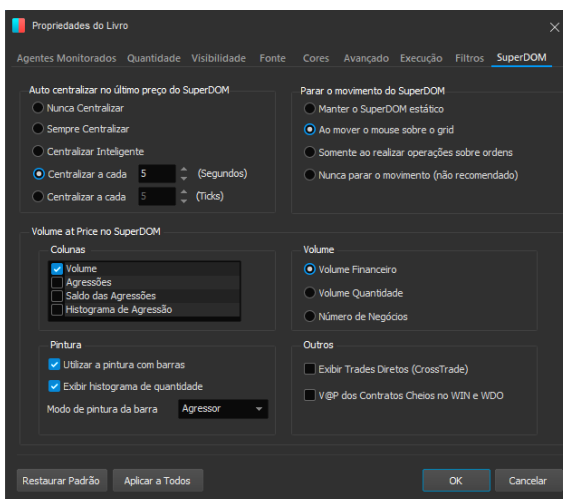 Propriedades do Livro
Agentes Monitorados Quantidade Visibilidade Fonte Cores Avançado Execução Filtros SuperDOM
Auto centralizar no último preço do SuperDOM
Nunca Centralizar
Sempre Centralizar
Centralizar Inteligente
Centralizar a cada 5 (Segundos)
Centralizar a cada 5 (Ticks)
Parar o movimento do SuperDOM
Manter o SuperDOM estático
Ao mover o mouse sobre o grid
Somente ao realizar operações sobre ordens
Nunca parar o movimento (não recomendado)
Volume at Price no SuperDOM
Colunas
Volume
Agressões
Saldo das Agressões
Histograma de Agressão
Volume
Volume Financeiro
Volume Quantidade
Número de Negócios
Pintura
Utilizar a pintura com barras
Exibir histograma de quantidade
Modo de pintura da barra Agressor
Outros
Exibir Trades Diretos (CrossTrade)
V@P dos Contratos Cheios no WIN e WDO
Restaurar Padrão Aplicar a Todos OK Cancelar